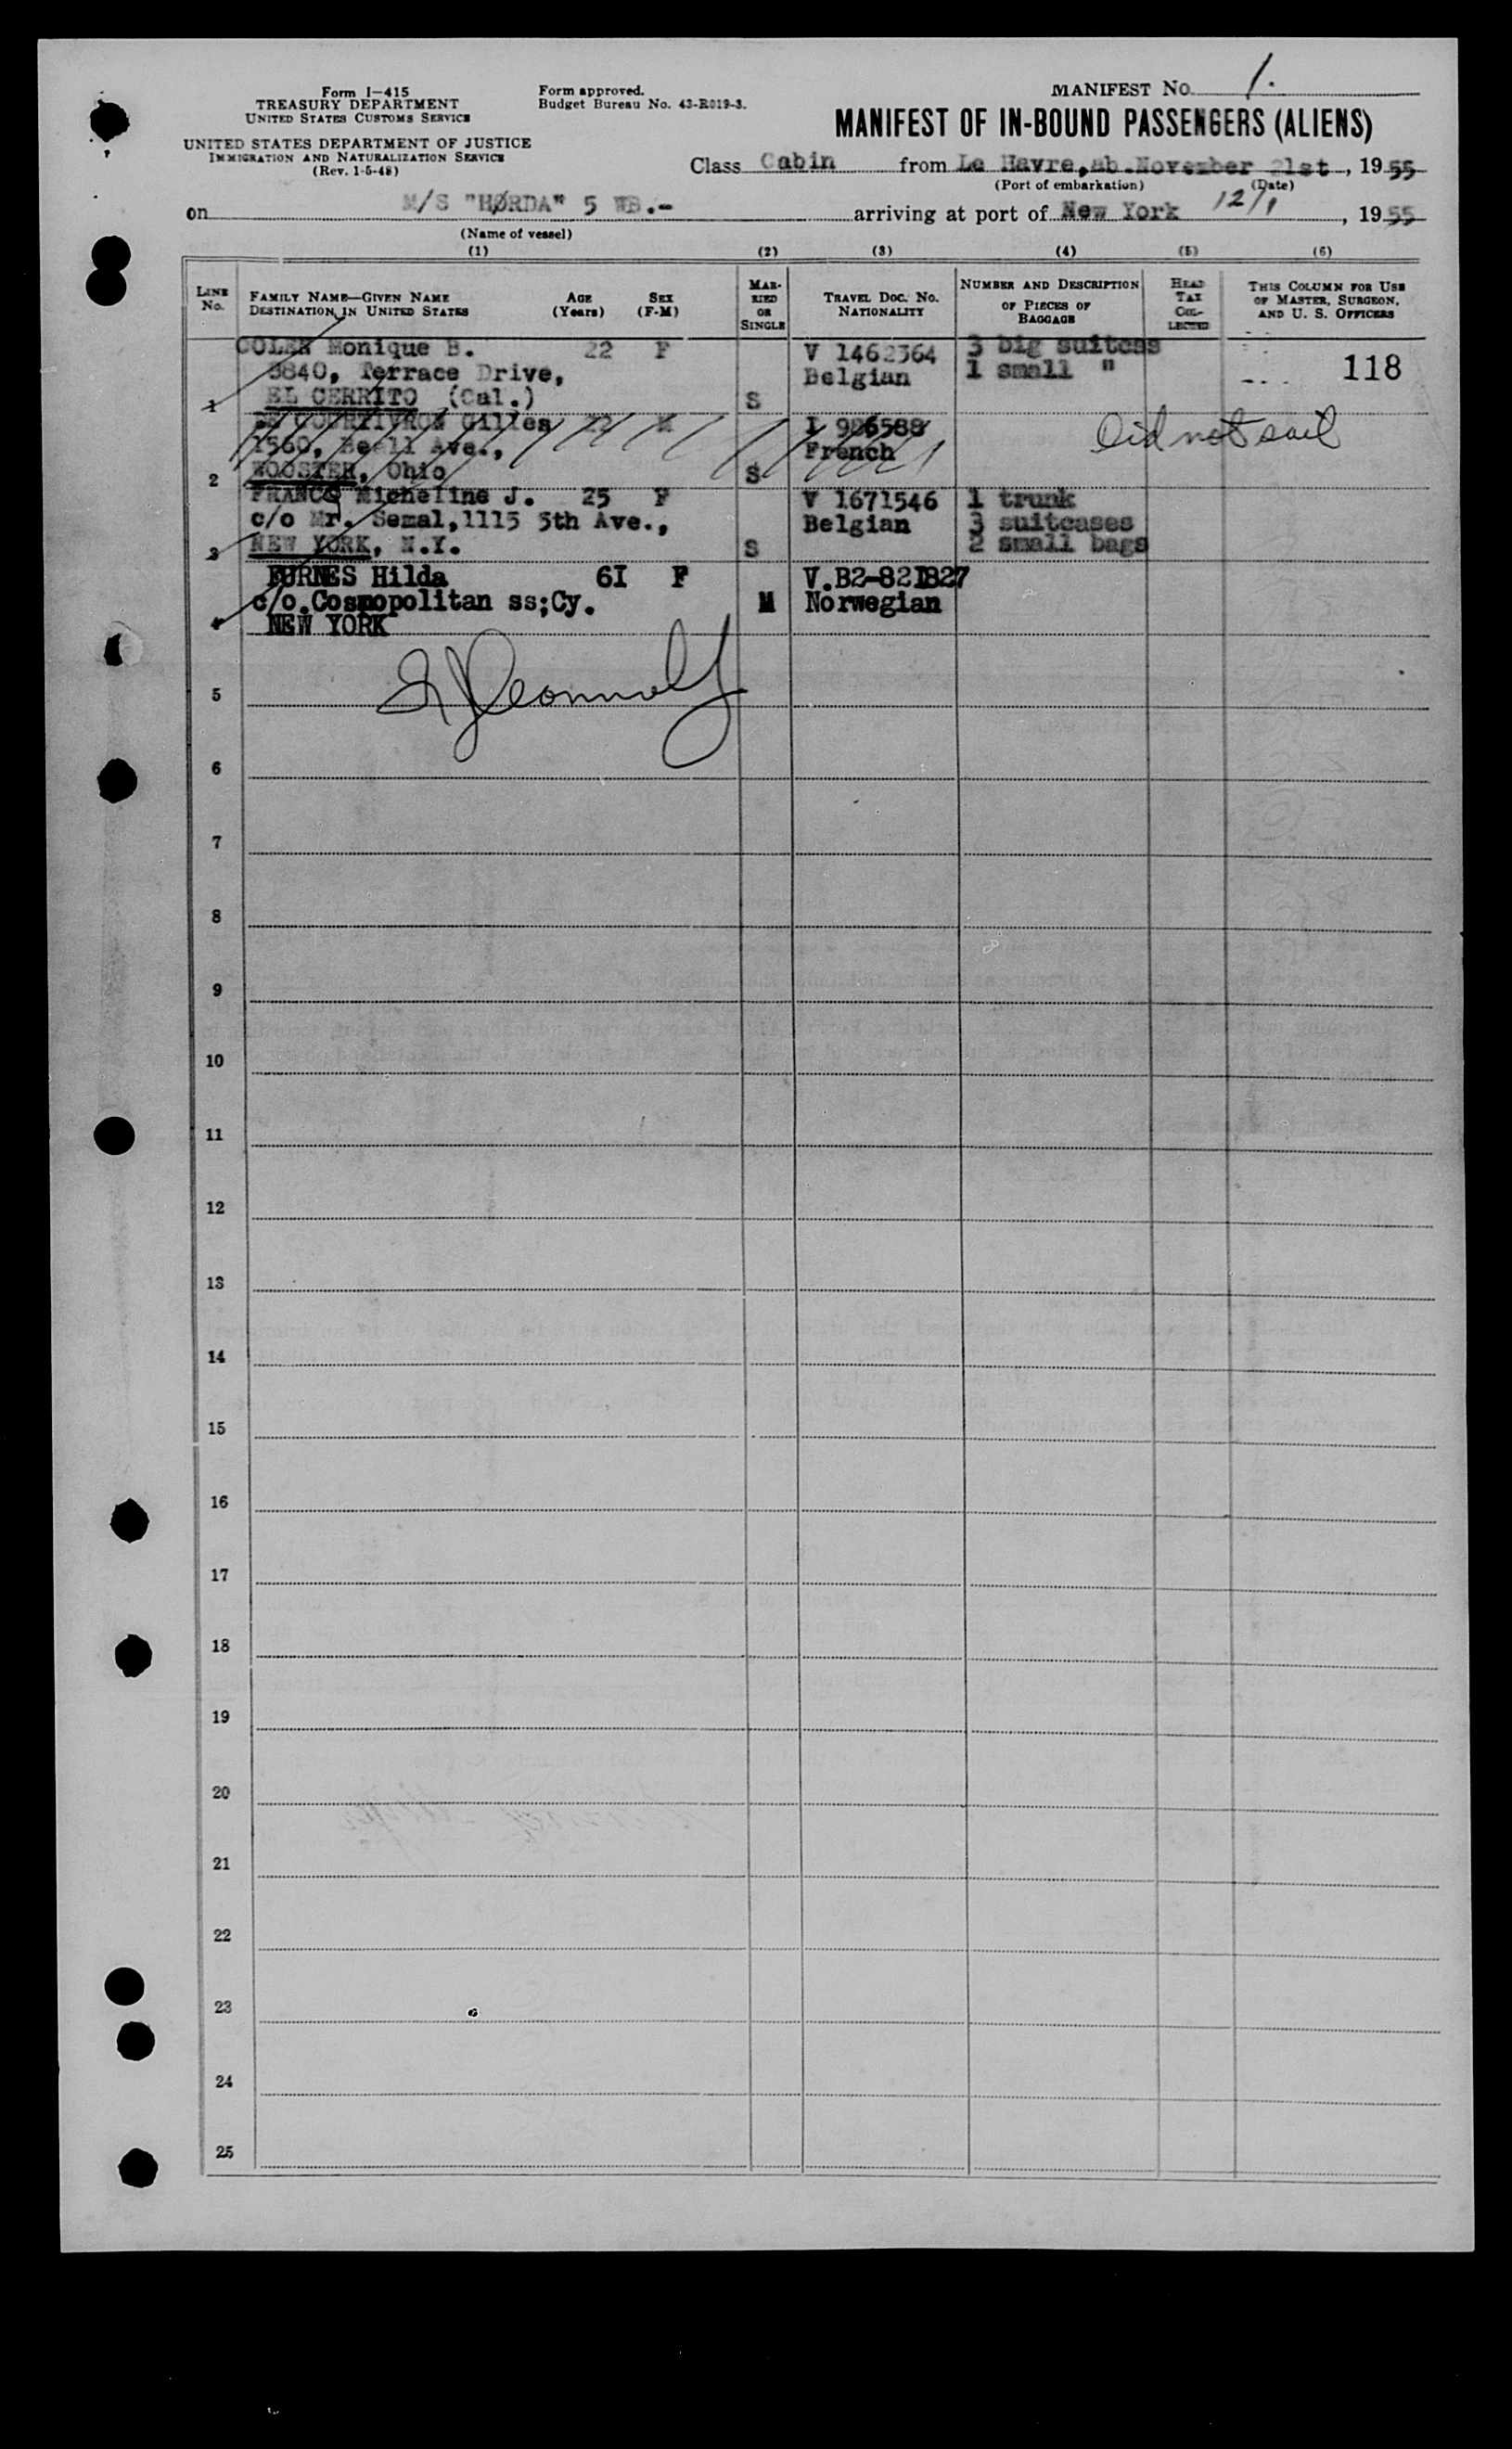 Form I-415
TREASURY DEPARTMENT
UNITED STATES CUSTOMS SERVICE
UNITED STATES DEPARTMENT OF JUSTICE
IMMIGRATION AND NATURALIZATION SERVICE
(Rev. 1-5-48)
Form approved.
Budget Bureau No. 43-R019-3.
MANIFEST NO. 1.
MANIFEST OF IN-BOUND PASSENGERS (ALIENS)
Class Cabin from Le Havre, ab. November 21st, 1955
(Port of embarkation) (Date)
on M/S "HØRDA" 5 WB.- arriving at port of New York 12/1, 1955
(Name of vessel)
(1) (2) (3) (4) (5) (6)
LINE No.
FAMILY NAME—GIVEN NAME AGE SEX
DESTINATION IN UNITED STATES (Years) (F-M)
MARRIED OR SINGLE
TRAVEL DOC. NO.
NATIONALITY
NUMBER AND DESCRIPTION
OF PIECES OF
BAGGAGE
HEAD TAX COLLECTED
THIS COLUMN FOR USE
OF MASTER, SURGEON,
AND U. S. OFFICERS
Monique B. 22 F V 1462364 3 big suitcas
3840, Terrace Drive, Belgian 1 small " 118
1 EL CERRITO (Cal.) S
Gilles 22 M I 986588 Did not sail
1560, Beall Ave., French
2 WOOSTER, Ohio S
Micheline J. 25 F V 1671546 1 trunk
c/o Mr. Semal, 1115 5th Ave., Belgian 3 suitcases
3 NEW YORK, N.Y. S 2 small bags
FURNES Hilda 6I F V.B2-821827
c/o.Cosmopolitan ss;Cy. M Norwegian
4 NEW YORK
5
6
7
8
9
10
11
12
13
14
15
16
17
18
19
20
21
22
23
24
25